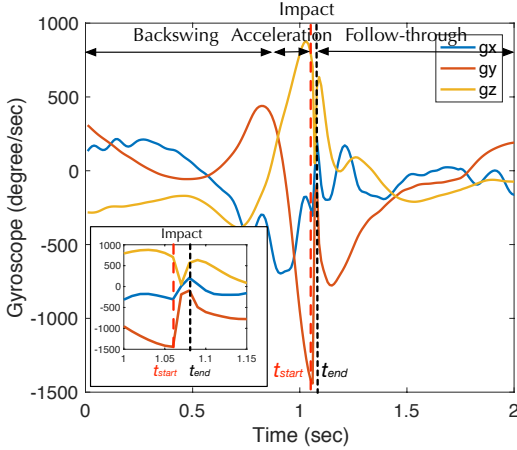 Impact
1000
Backswing Acceleration Follow-through
gx
gy
gz
500
0
-500
-1000
-1500
Gyroscope (degree/sec)
Impact
1000
500
0
-500
-1000
-1500
1 1.05 1.1 1.15
tstart tend
tstart tend
0 0.5 1 1.5 2
Time (sec)